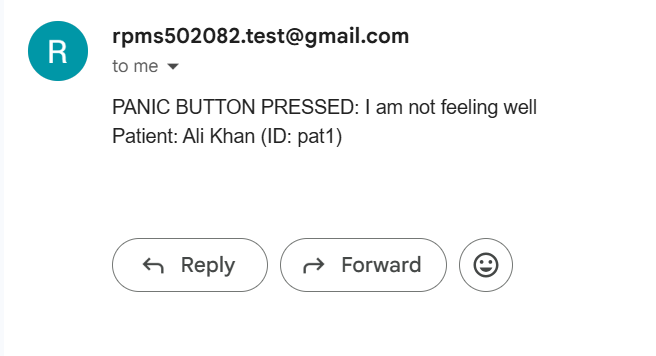 R
rpms502082.test@gmail.com
to me
PANIC BUTTON PRESSED: I am not feeling well
Patient: Ali Khan (ID: pat1)
Reply
Forward